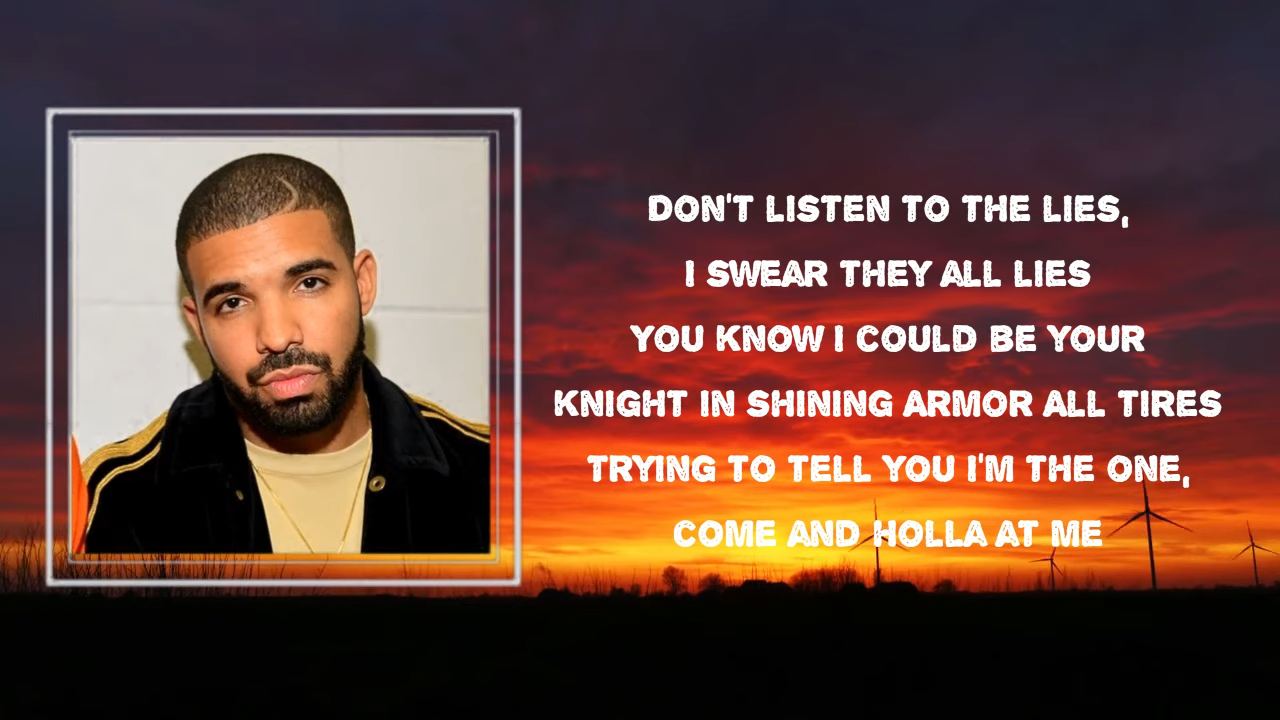 DON'T LISTEN TO THE LIES,
I SWEAR THEY ALL LIES
YOU KNOW I COULD BE YOUR
KNIGHT IN SHINING ARMOR ALL TIRES
TRYING TO TELL YOU I'M THE ONE,
COME AND HOLLA AT ME